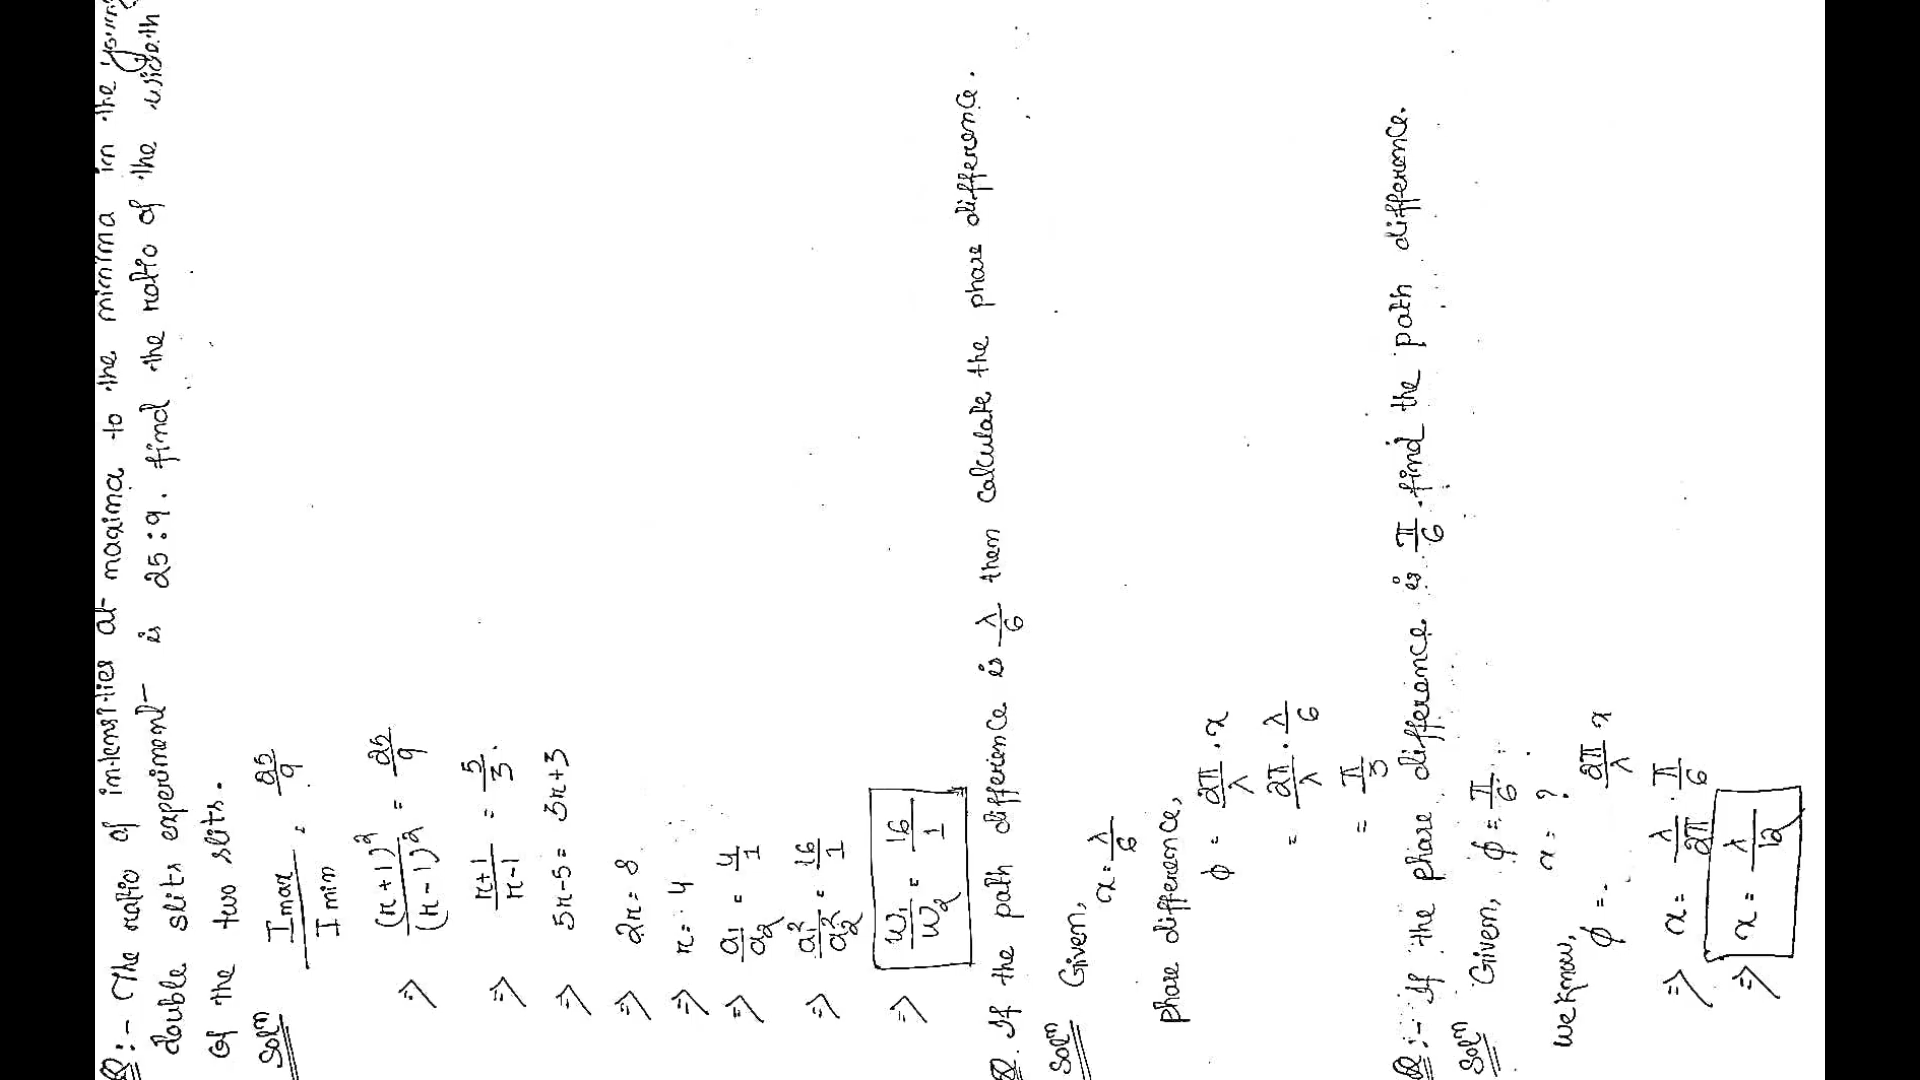 Q:- The ratio of intensities at maxima to the minima in the young
double slits experiment is 25:9. find the ratio of the width
of the two slits.
Solⁿ Imax / Imin = 25/9
⇒ (r+1)² / (r-1)² = 25/9
⇒ r+1 / r-1 = 5/3.
⇒ 5r-5 = 3r+3
⇒ 2r = 8
⇒ r = 4
⇒ a₁/a₂ = 4/1
⇒ a₁²/a₂² = 16/1
⇒ W₁/W₂ = 16/1
Q. If the path difference is λ/6 then calculate the phase difference.
Solⁿ Given,
x = λ/6
phase difference,
φ = 2π/λ . x
= 2π/λ . λ/6
= π/3
Q:- If the phase difference is π/6. find the path difference.
Solⁿ Given, φ = π/6
x = ?
we know,
φ = 2π/λ x
⇒ x = λ/2π . π/6
⇒ x = λ/12